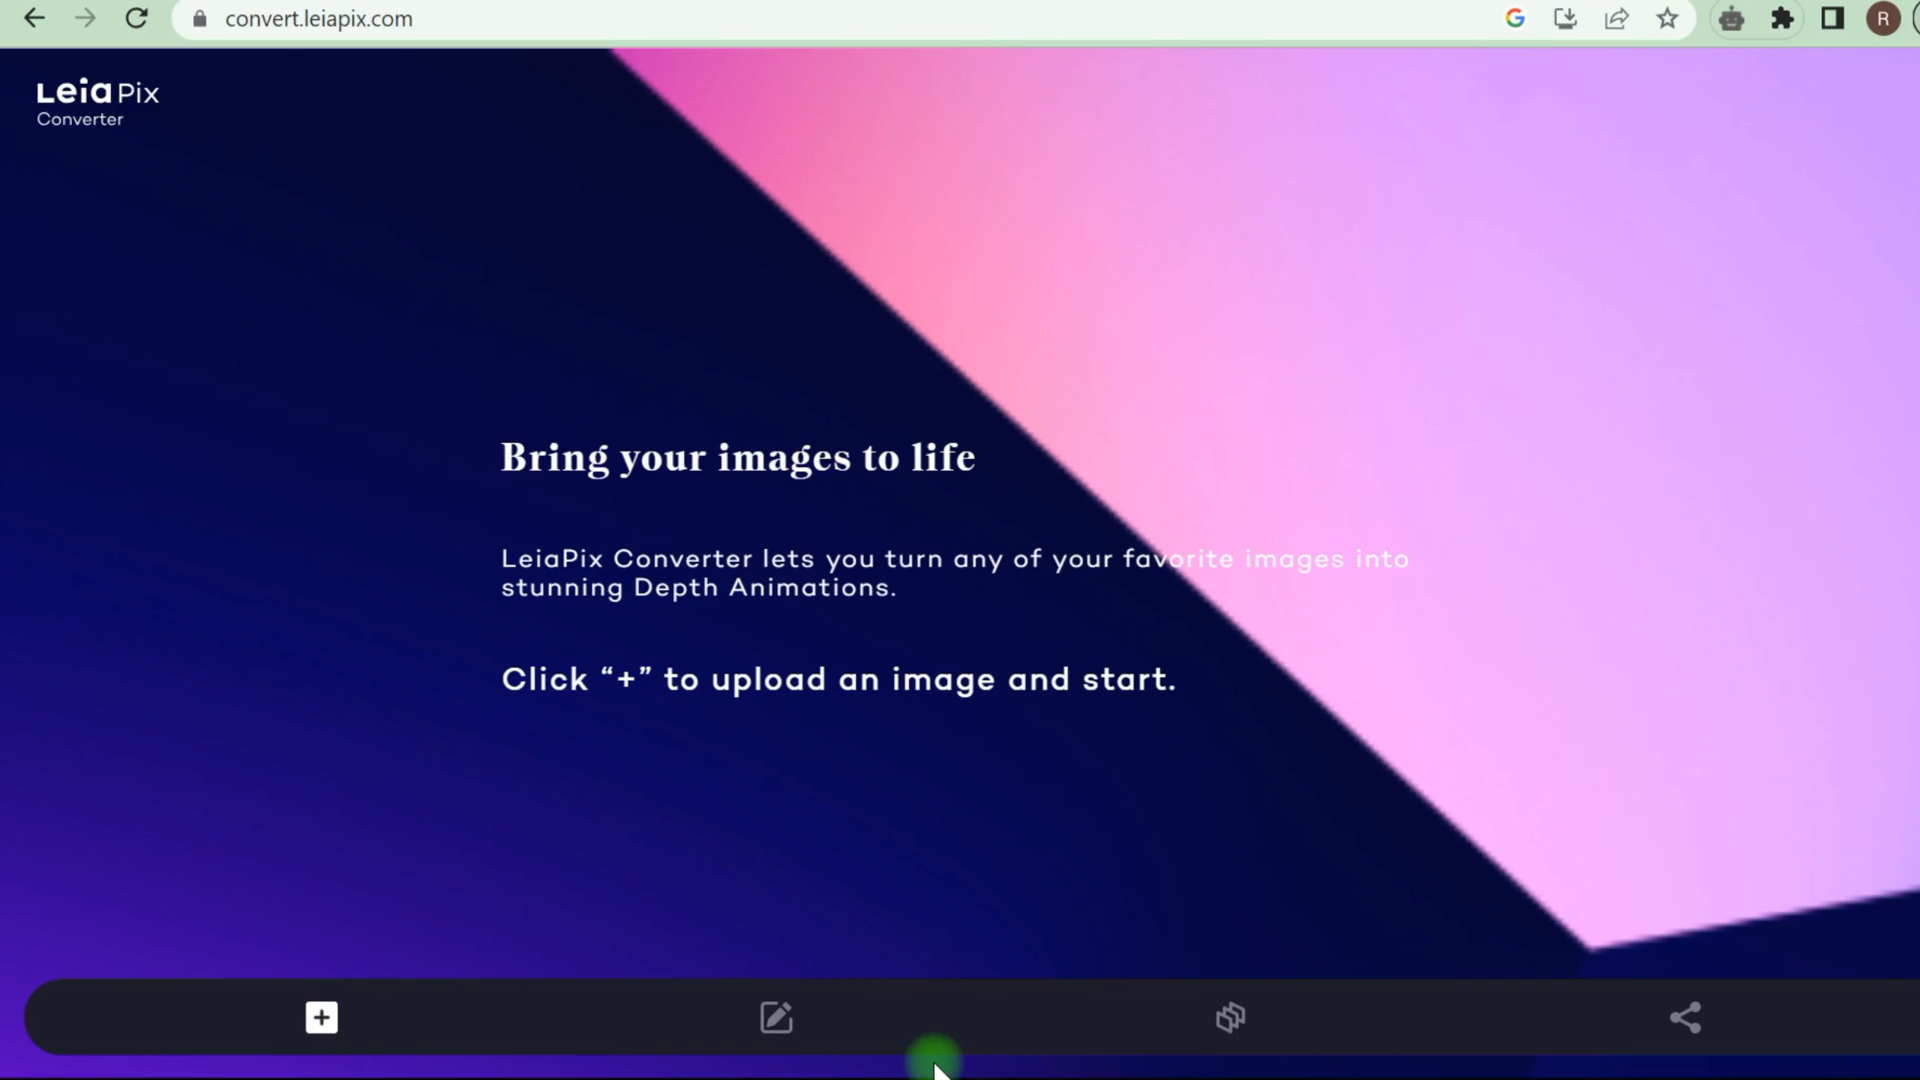 convert.leiapix.com
R
Leia Pix
Converter
Bring your images to life
LeiaPix Converter lets you turn any of your favorite images into
stunning Depth Animations.
Click “+” to upload an image and start.